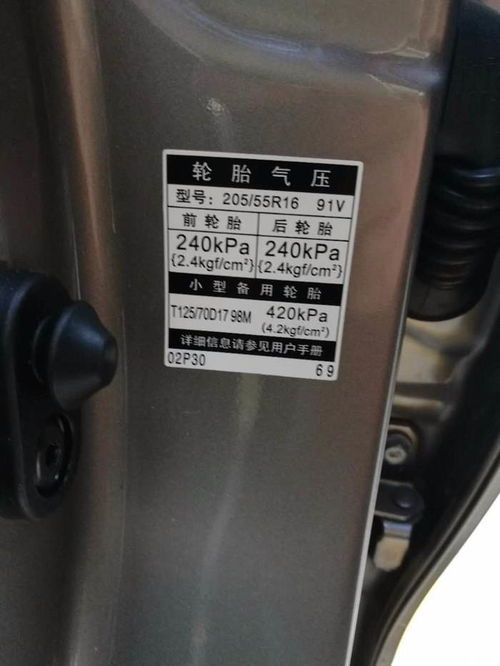 轮胎气压
型号: 205/55R16 91V
前轮胎 后轮胎
240kPa 240kPa
{2.4kgf/cm²} {2.4kgf/cm²}
小型备用轮胎
T125/70D17 98M 420kPa
{4.2kgf/cm²}
详细信息请参见用户手册
02P30 69